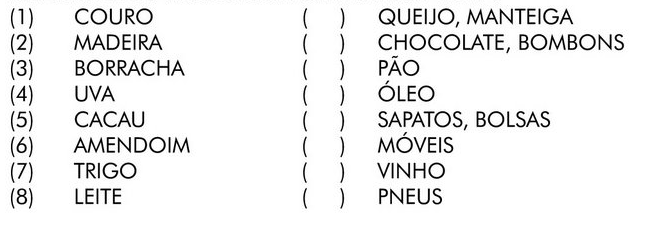 (1) COURO ( ) QUEIJO, MANTEIGA
(2) MADEIRA ( ) CHOCOLATE, BOMBONS
(3) BORRACHA ( ) PÃO
(4) UVA ( ) ÓLEO
(5) CACAU ( ) SAPATOS, BOLSAS
(6) AMENDOIM ( ) MÓVEIS
(7) TRIGO ( ) VINHO
(8) LEITE ( ) PNEUS